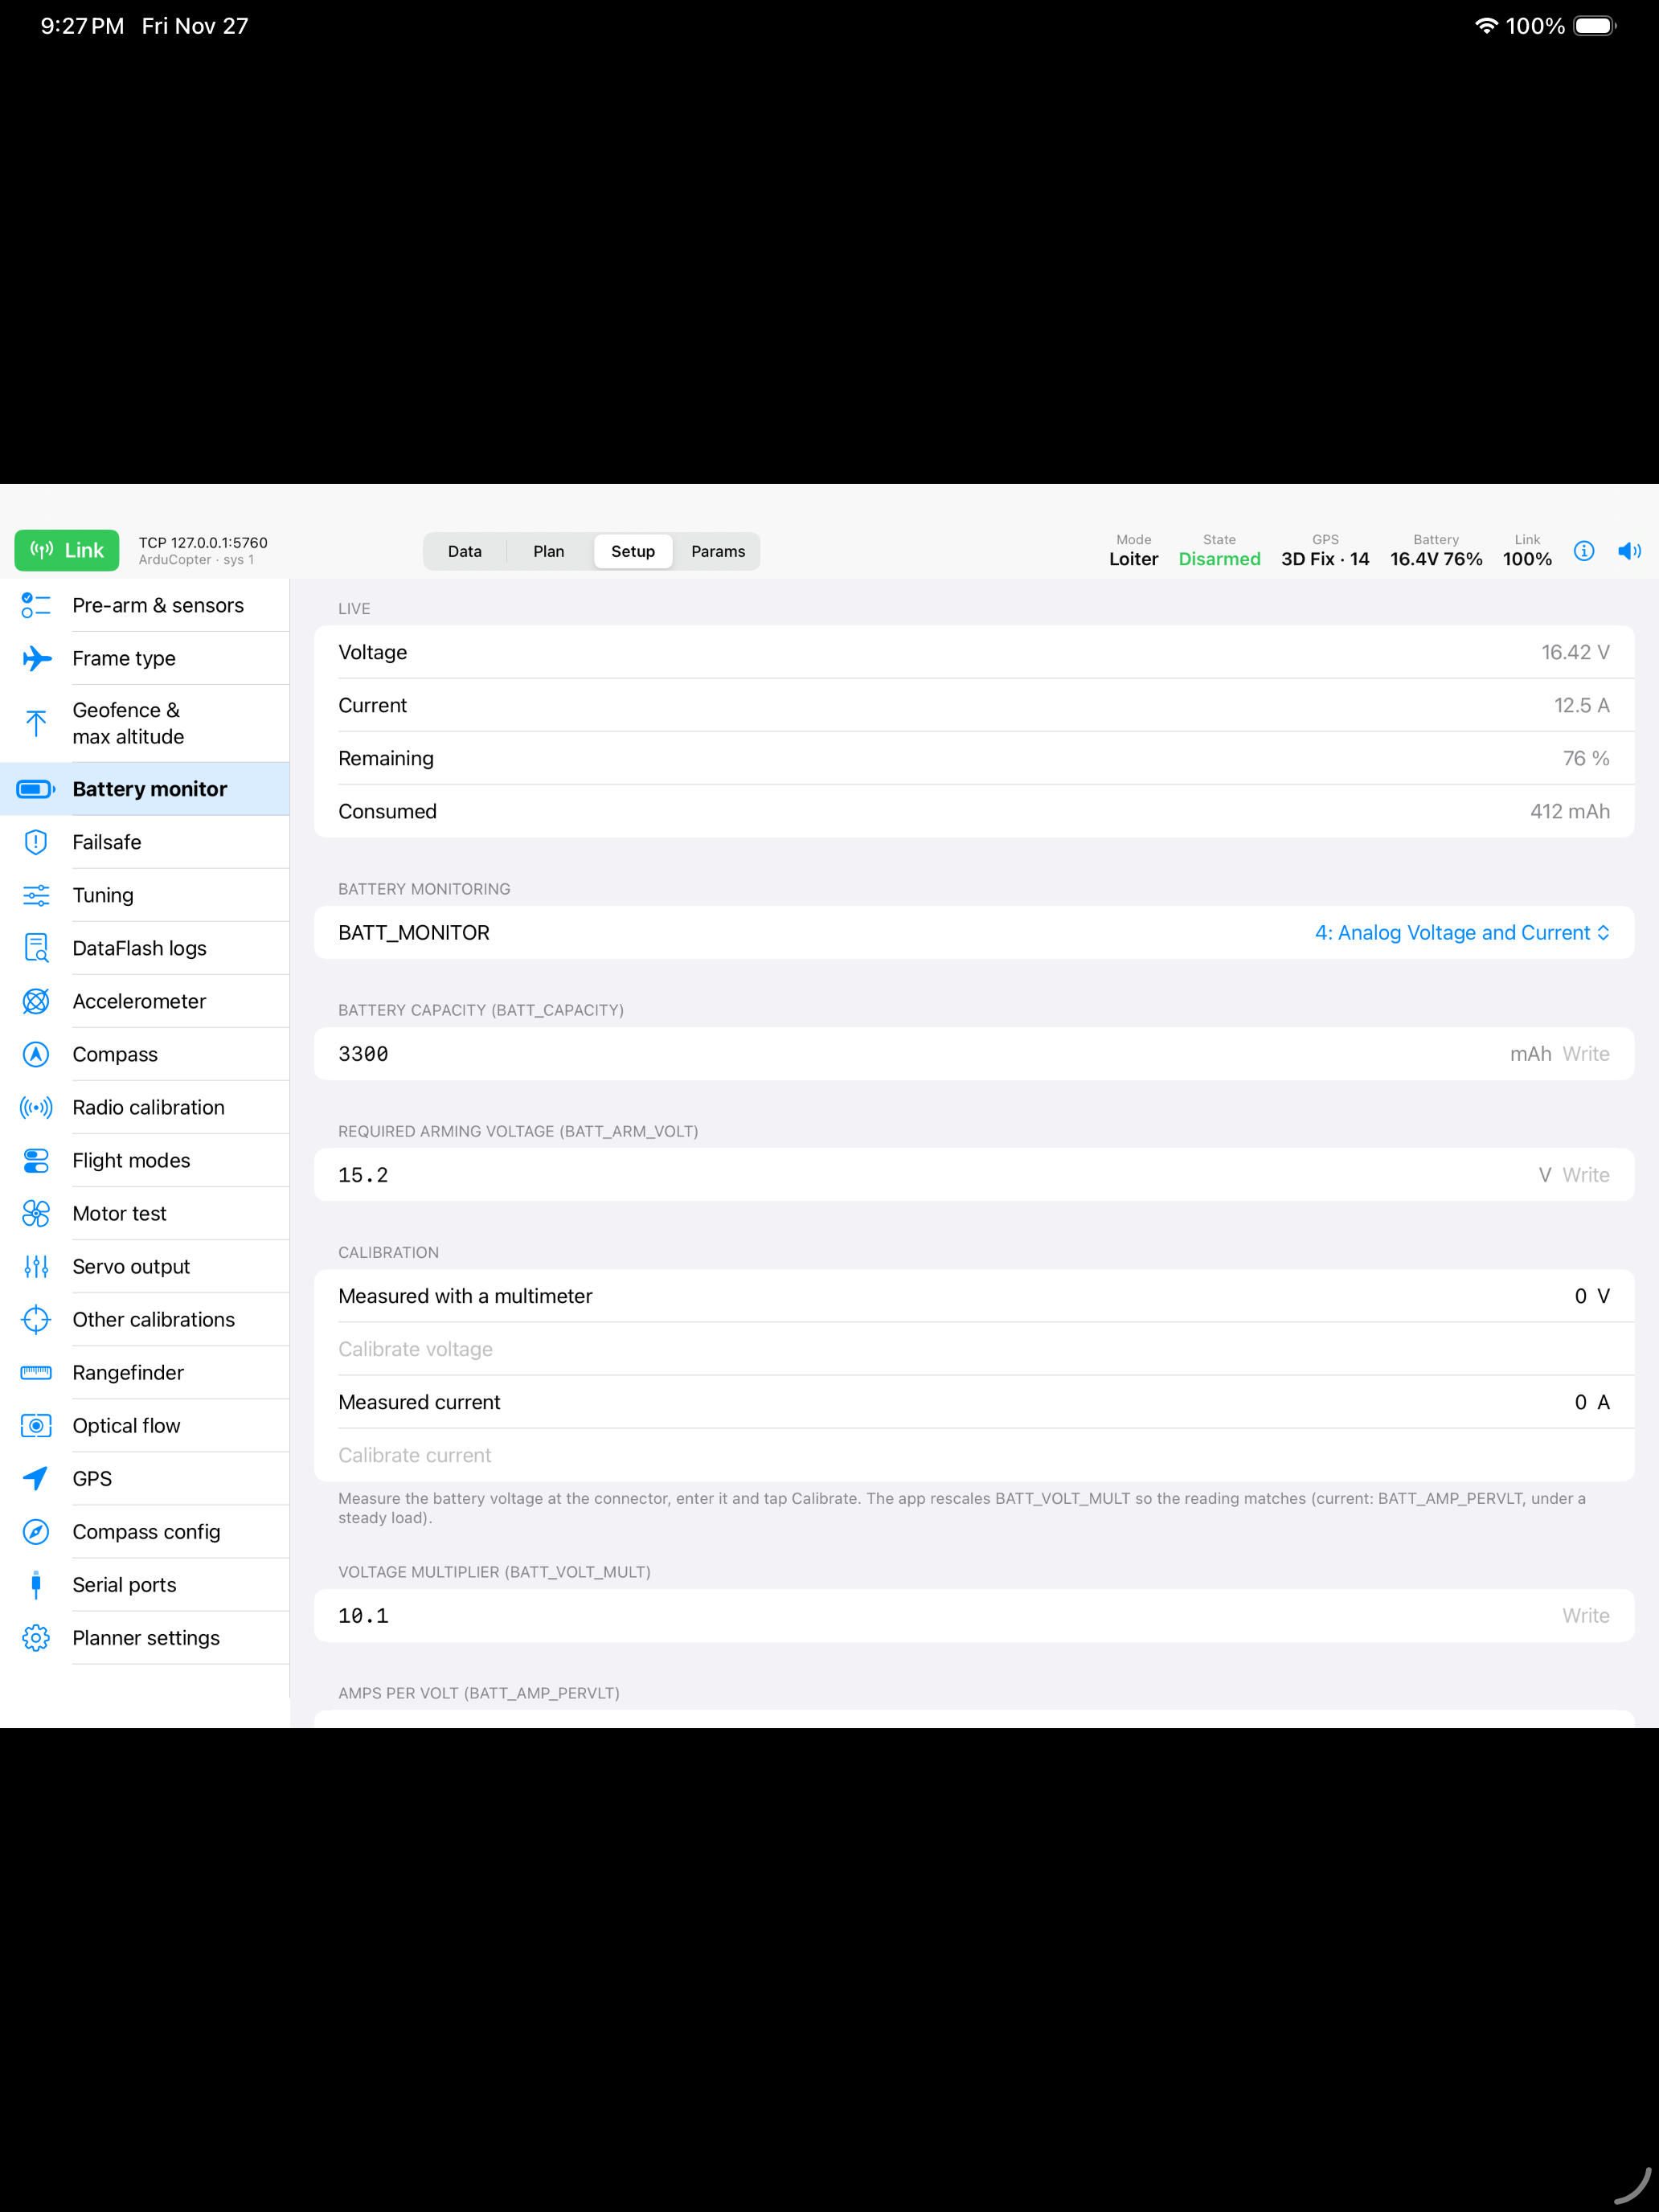 9:27 PM Fri Nov 27
100%
Link
TCP 127.0.0.1:5760
ArduCopter · sys 1
Data
Plan
Setup
Params
Mode
Loiter
State
Disarmed
GPS
3D Fix · 14
Battery
16.4V 76%
Link
100%
Pre-arm & sensors
Frame type
Geofence &
max altitude
Battery monitor
Failsafe
Tuning
DataFlash logs
Accelerometer
Compass
Radio calibration
Flight modes
Motor test
Servo output
Other calibrations
Rangefinder
Optical flow
GPS
Compass config
Serial ports
Planner settings
LIVE
Voltage 16.42 V
Current 12.5 A
Remaining 76 %
Consumed 412 mAh
BATTERY MONITORING
BATT_MONITOR 4: Analog Voltage and Current
BATTERY CAPACITY (BATT_CAPACITY)
3300 mAh Write
REQUIRED ARMING VOLTAGE (BATT_ARM_VOLT)
15.2 V Write
CALIBRATION
Measured with a multimeter 0 V
Calibrate voltage
Measured current 0 A
Calibrate current
Measure the battery voltage at the connector, enter it and tap Calibrate. The app rescales BATT_VOLT_MULT so the reading matches (current: BATT_AMP_PERVLT, under a
steady load).
VOLTAGE MULTIPLIER (BATT_VOLT_MULT)
10.1 Write
AMPS PER VOLT (BATT_AMP_PERVLT)